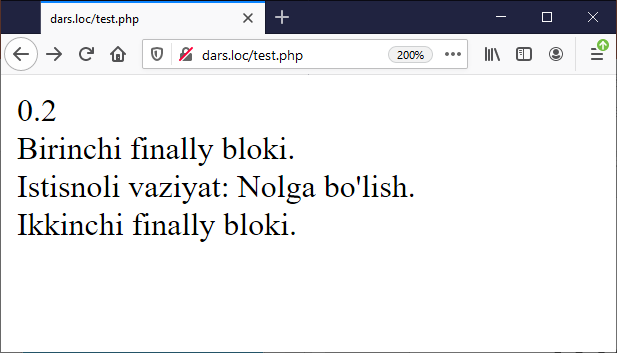 dars.loc/test.php
dars.loc/test.php
200%
0.2
Birinchi finally bloki.
Istisnoli vaziyat: Nolga bo'lish.
Ikkinchi finally bloki.